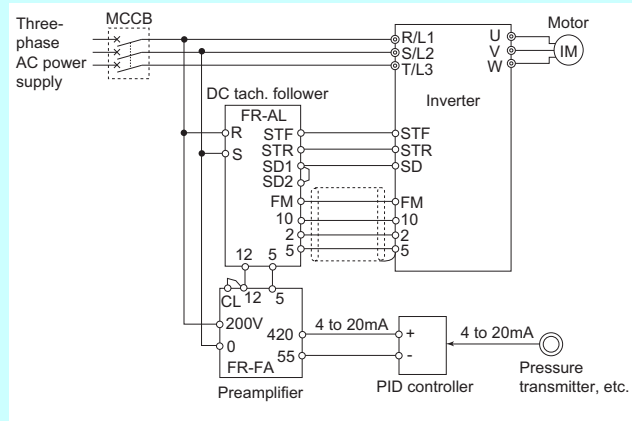 Three-
phase
AC power
supply
MCCB
R/L1
S/L2
T/L3
U
V
W
Motor
IM
Inverter
DC tach. follower
FR-AL
R
S
STF
STR
SD1
SD2
FM
10
2
5
STF
STR
SD
FM
10
2
5
12 5
CL 12 5
200V
0
420
55
FR-FA
Preamplifier
4 to 20mA
+
-
PID controller
4 to 20mA
Pressure
transmitter, etc.